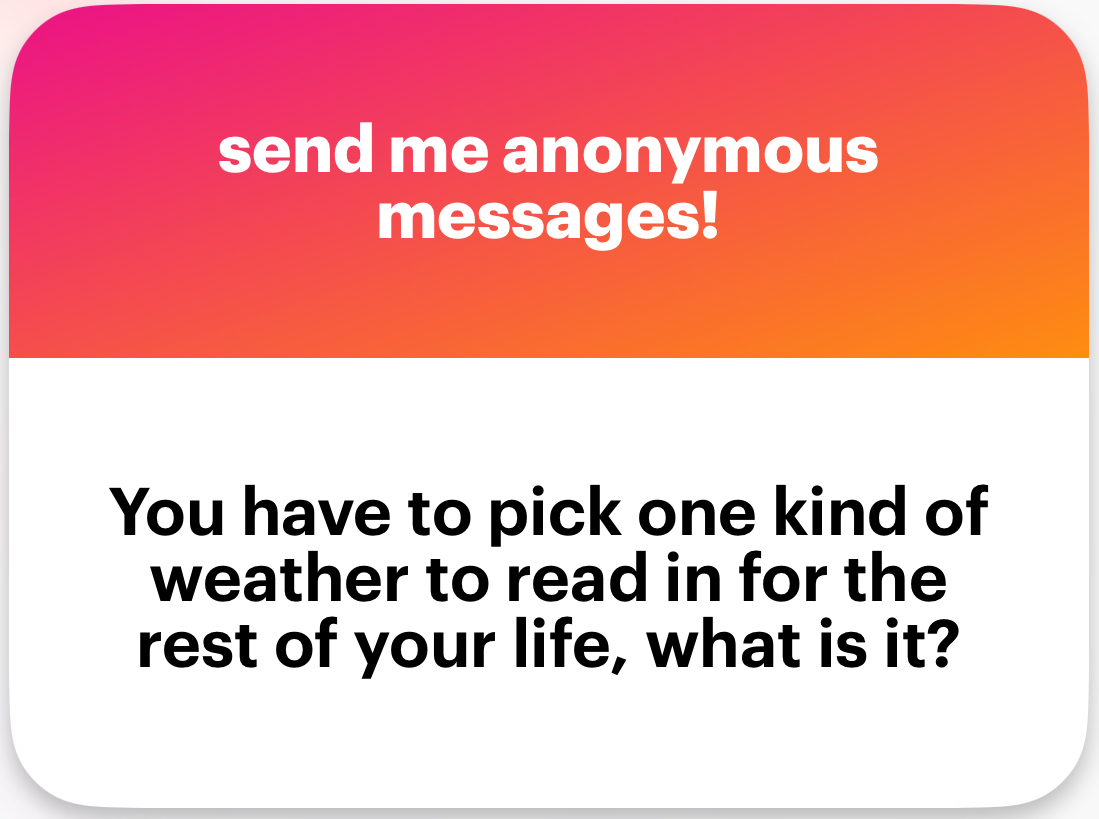 send me anonymous
messages!
You have to pick one kind of
weather to read in for the
rest of your life, what is it?